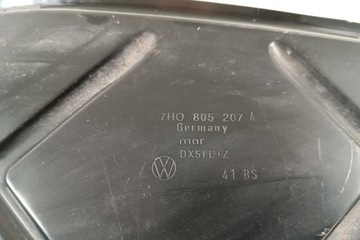 7H0 805 207 A
Germany
mor
DX51D+Z
41 BS